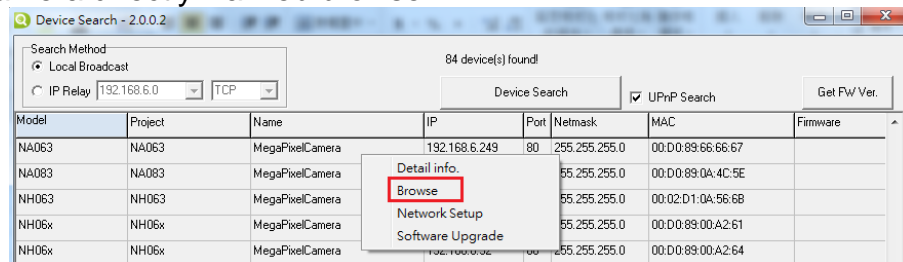 Device Search - 2.0.0.2
Search Method
Local Broadcast
84 device(s) found!
IP Relay 192.168.6.0 TCP Device Search UPnP Search Get FW Ver.
Model Project Name IP Port Netmask MAC Firmware
NA063 NA063 MegaPixelCamera 192.168.6.249 80 255.255.255.0 00:D0:89:66:66:67
Detail info.
NA083 NA083 MegaPixelCamera 55.255.255.0 00:D0:89:0A:4C:5E
Browse
NH063 NH063 MegaPixelCamera 55.255.255.0 00:02:D1:0A:56:6B
Network Setup
NH06x NH06x MegaPixelCamera 55.255.255.0 00:D0:89:00:A2:61
Software Upgrade
NH06x NH06x MegaPixelCamera 255.255.255.0 00:D0:89:00:A2:64